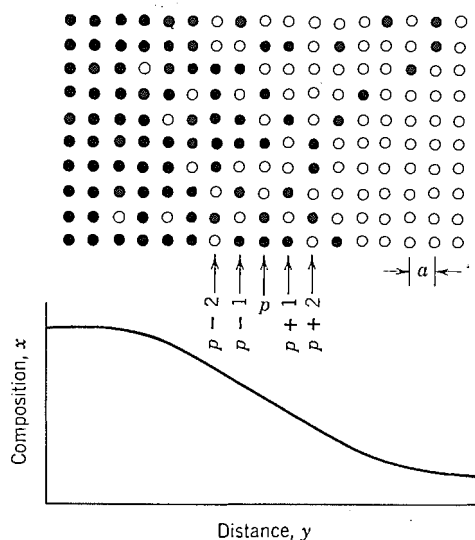 p − 2
p − 1
p
p + 1
p + 2
a
Composition, x
Distance, y